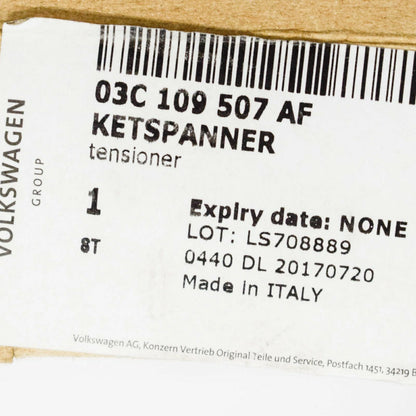 03C 109 507 AF
KETSPANNER
tensioner
VOLKSWAGEN
GROUP
1
ST
Expiry date: NONE
LOT: LS708889
0440 DL 20170720
Made in ITALY
Volkswagen AG, Konzern Vertrieb Original Teile und Service, Postfach 1451, 34219 B